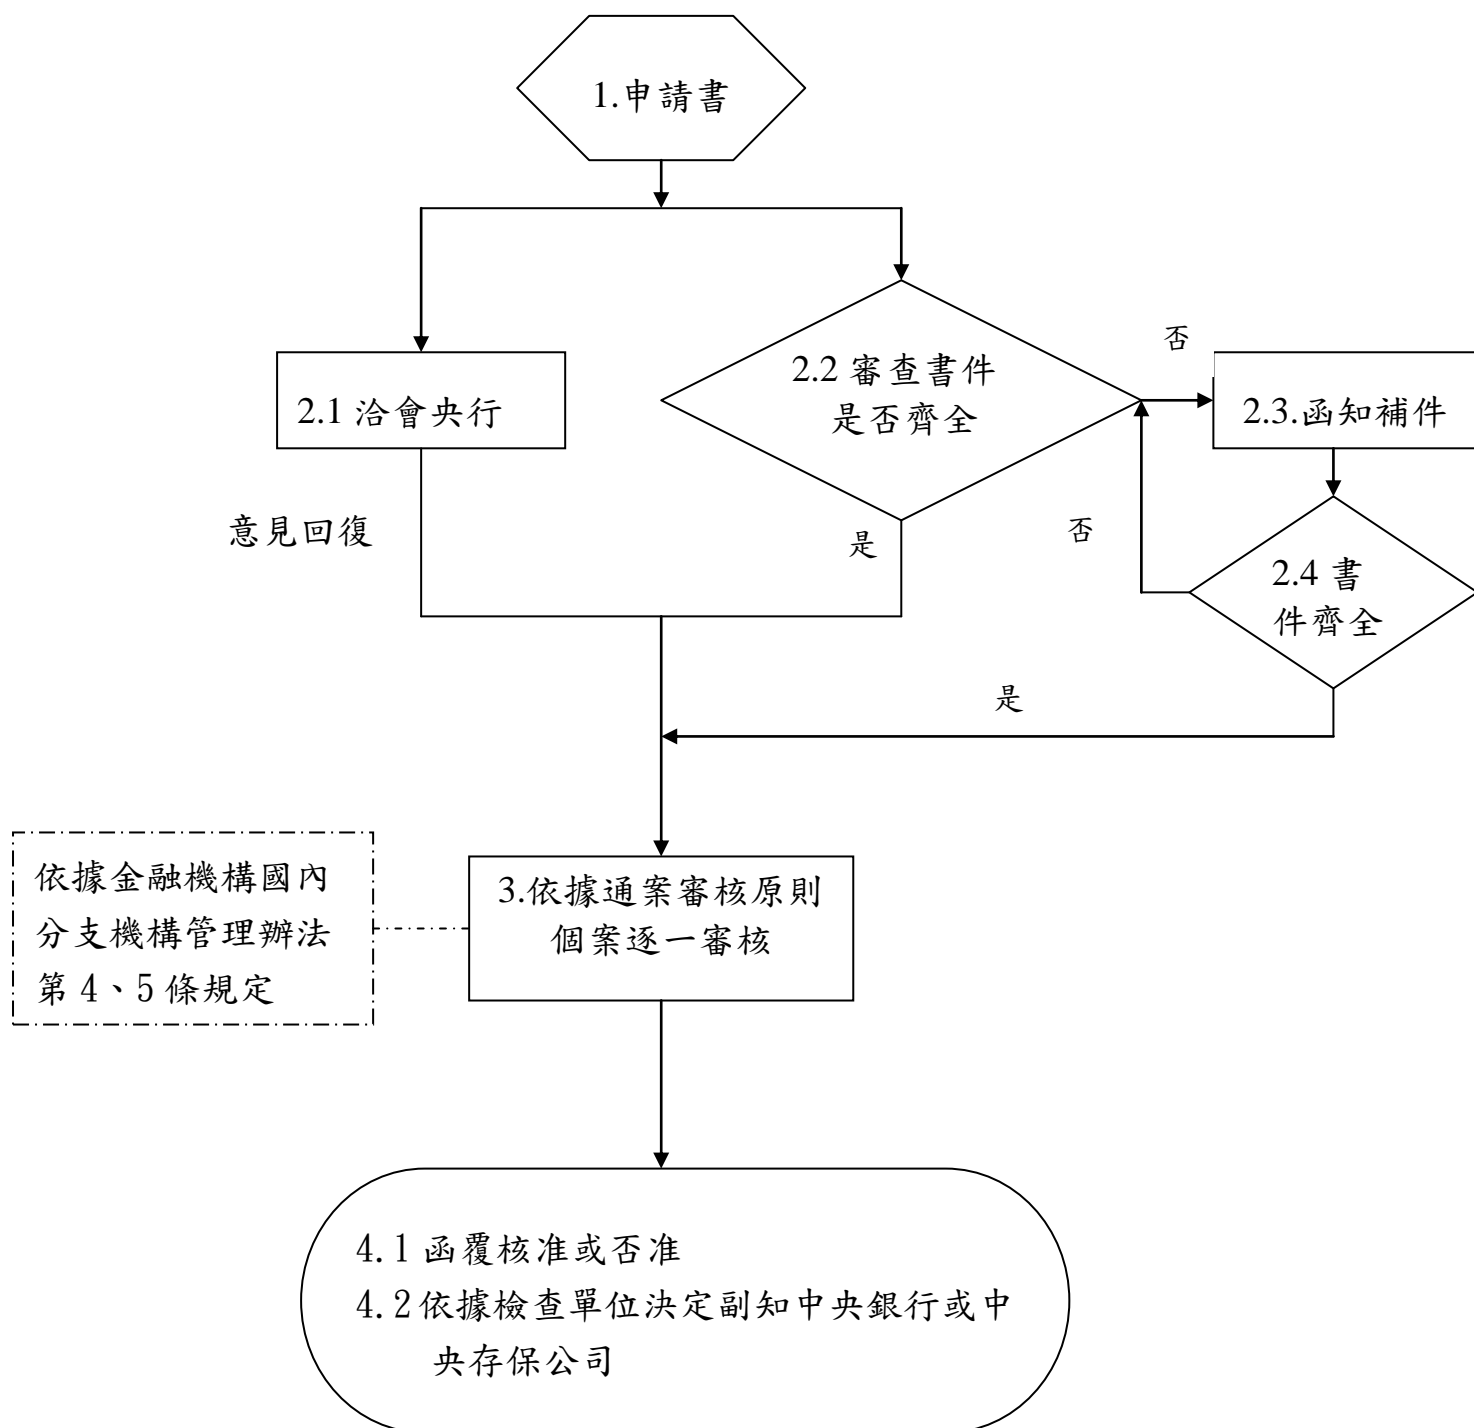 1.申請書
否
2.2 審查書件
是否齊全
2.1 洽會央行
2.3.函知補件
意見回復
是
否
2.4 書
件齊全
是
依據金融機構國內
分支機構管理辦法
第 4、5 條規定
3.依據通案審核原則
個案逐一審核
4.1 函覆核准或否准
4.2 依據檢查單位決定副知中央銀行或中
央存保公司